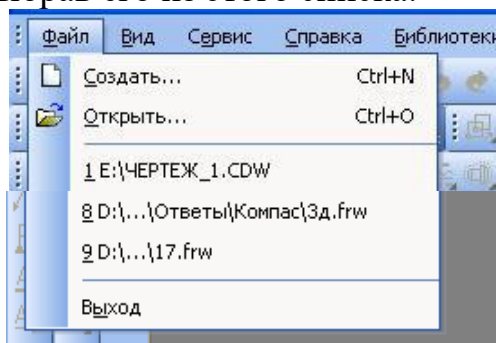 Файл Вид Сервис Справка Библиотеки
Создать... Ctrl+N
Открыть... Ctrl+O
1 E:\ЧЕРТЕЖ_1.CDW
8 D:\...\Ответы\Компас\3д.frw
9 D:\...\17.frw
Выход